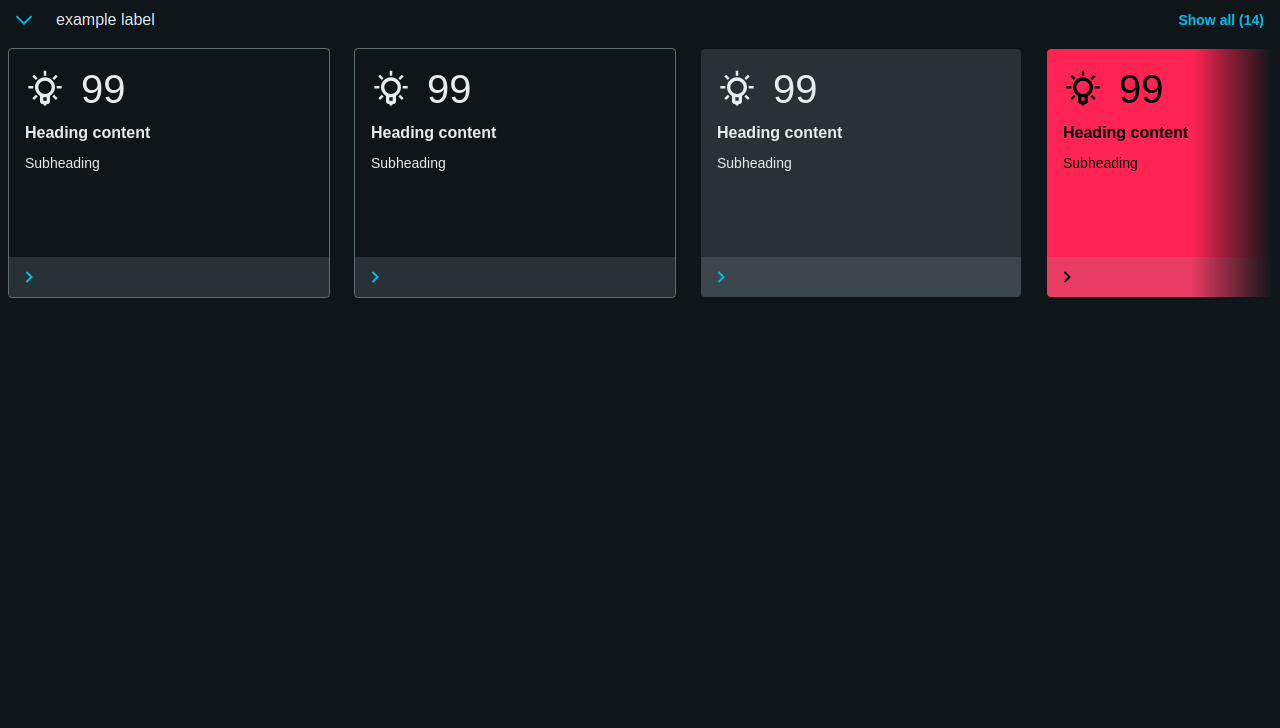 example label
Show all (14)
99
Heading content
Subheading
99
Heading content
Subheading
99
Heading content
Subheading
99
Heading content
Subheading